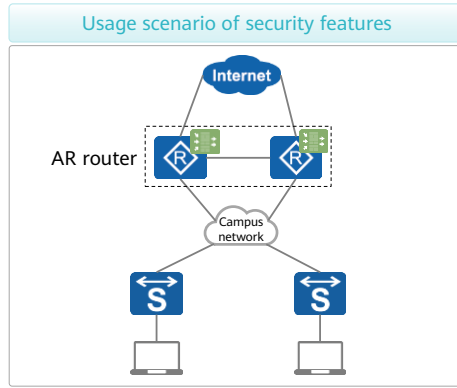 Usage scenario of security features
Internet
R
R
AR router
Campus
network
S
S